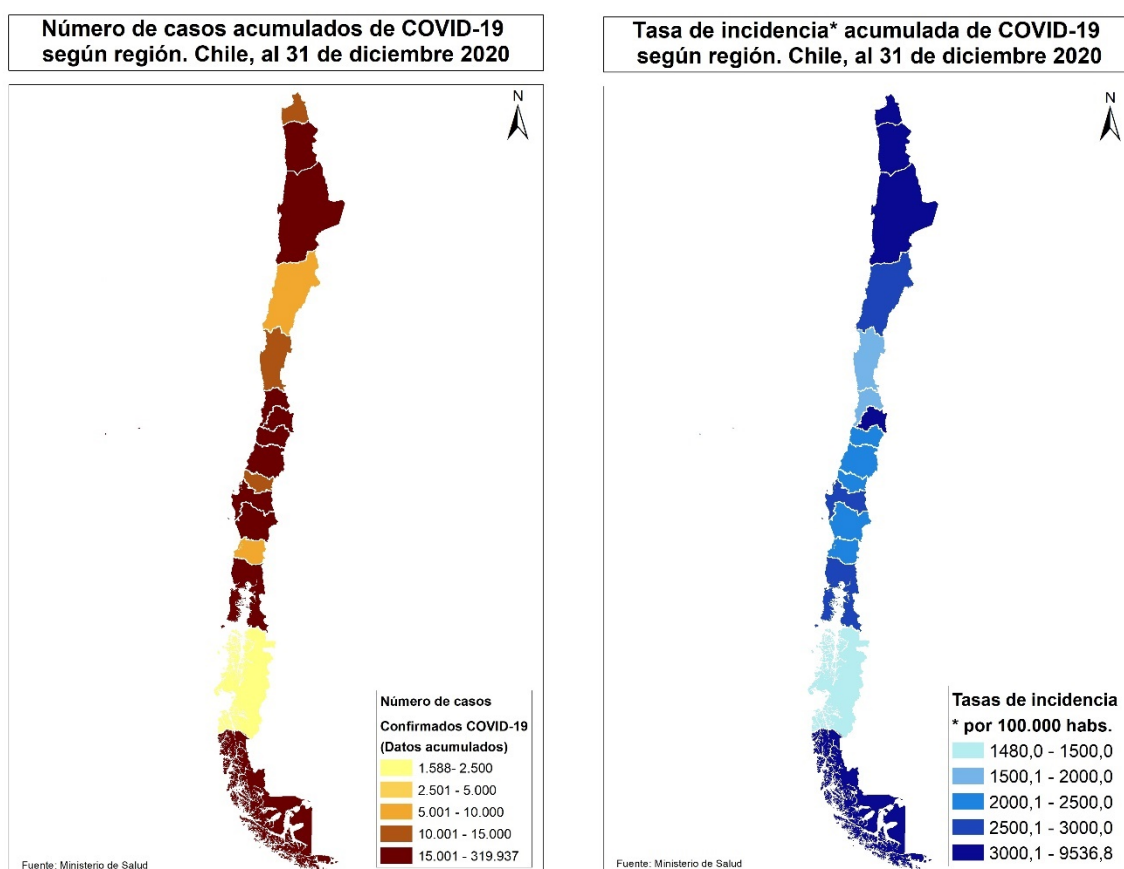 Número de casos acumulados de COVID-19
según región. Chile, al 31 de diciembre 2020
N
Número de casos
Confirmados COVID-19
(Datos acumulados)
1.588- 2.500
2.501 - 5.000
5.001 - 10.000
10.001 - 15.000
15.001 - 319.937
Fuente: Ministerio de Salud
Tasa de incidencia* acumulada de COVID-19
según región. Chile, al 31 de diciembre 2020
N
Tasas de incidencia
* por 100.000 habs.
1480,0 - 1500,0
1500,1 - 2000,0
2000,1 - 2500,0
2500,1 - 3000,0
3000,1 - 9536,8
Fuente: Ministerio de Salud